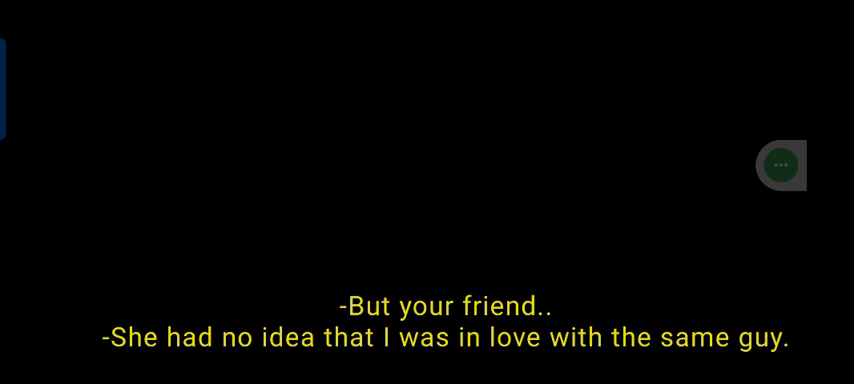 -But your friend..
-She had no idea that I was in love with the same guy.